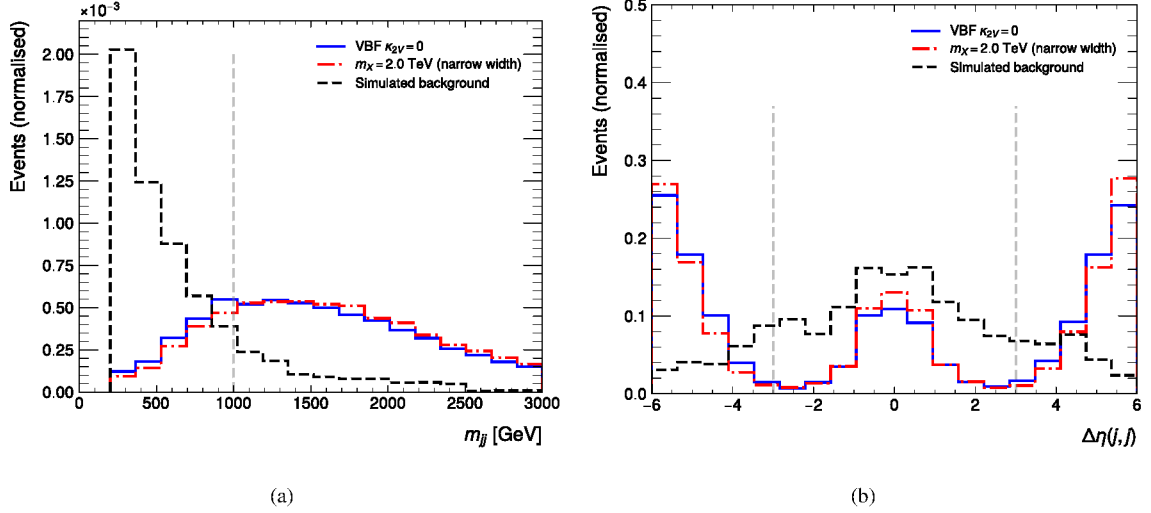 ×10⁻³
VBF κ₂V = 0
m_X = 2.0 TeV (narrow width)
Simulated background
Events (normalised)
2.00
1.75
1.50
1.25
1.00
0.75
0.50
0.25
0.00
0 500 1000 1500 2000 2500 3000
m_jj [GeV]
(a)
VBF κ₂V = 0
m_X = 2.0 TeV (narrow width)
Simulated background
Events (normalised)
0.5
0.4
0.3
0.2
0.1
0.0
−6 −4 −2 0 2 4 6
Δη(j, j)
(b)